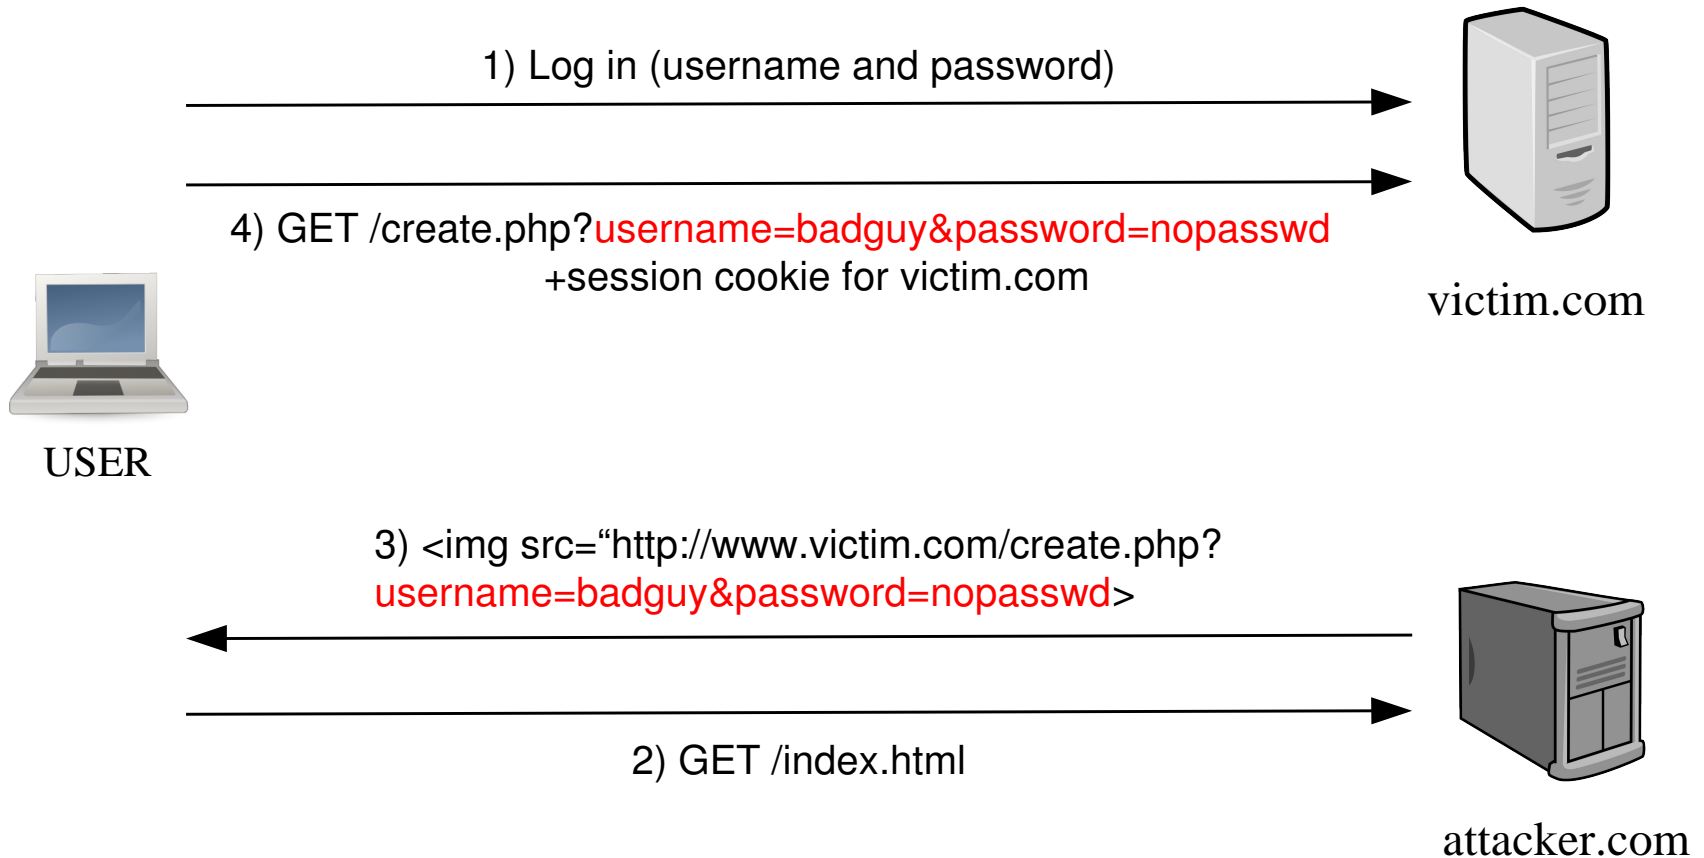 1) Log in (username and password)
4) GET /create.php?username=badguy&password=nopasswd
+session cookie for victim.com
victim.com
USER
3) <img src=“http://www.victim.com/create.php?
username=badguy&password=nopasswd>
2) GET /index.html
attacker.com